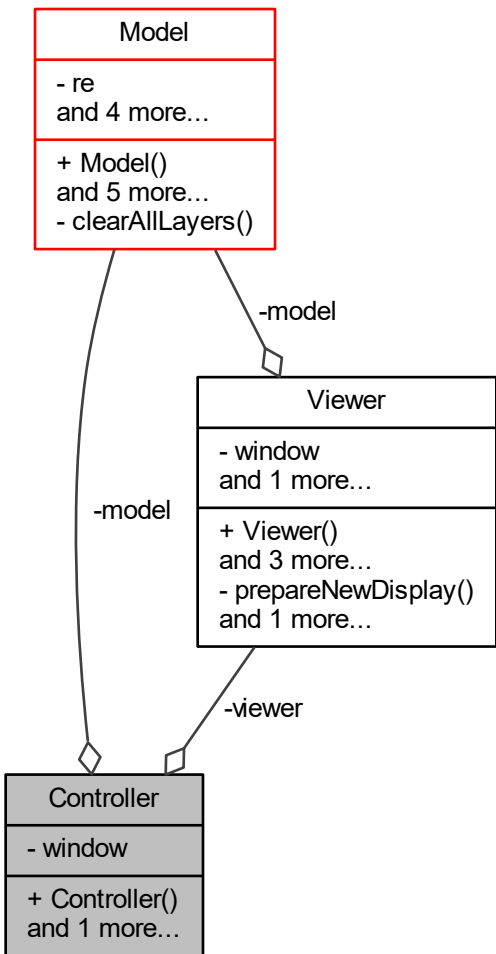 Model
- re
and 4 more...
+ Model()
and 5 more...
- clearAllLayers()
-model
Viewer
- window
and 1 more...
+ Viewer()
and 3 more...
- prepareNewDisplay()
and 1 more...
-model
-viewer
Controller
- window
+ Controller()
and 1 more...